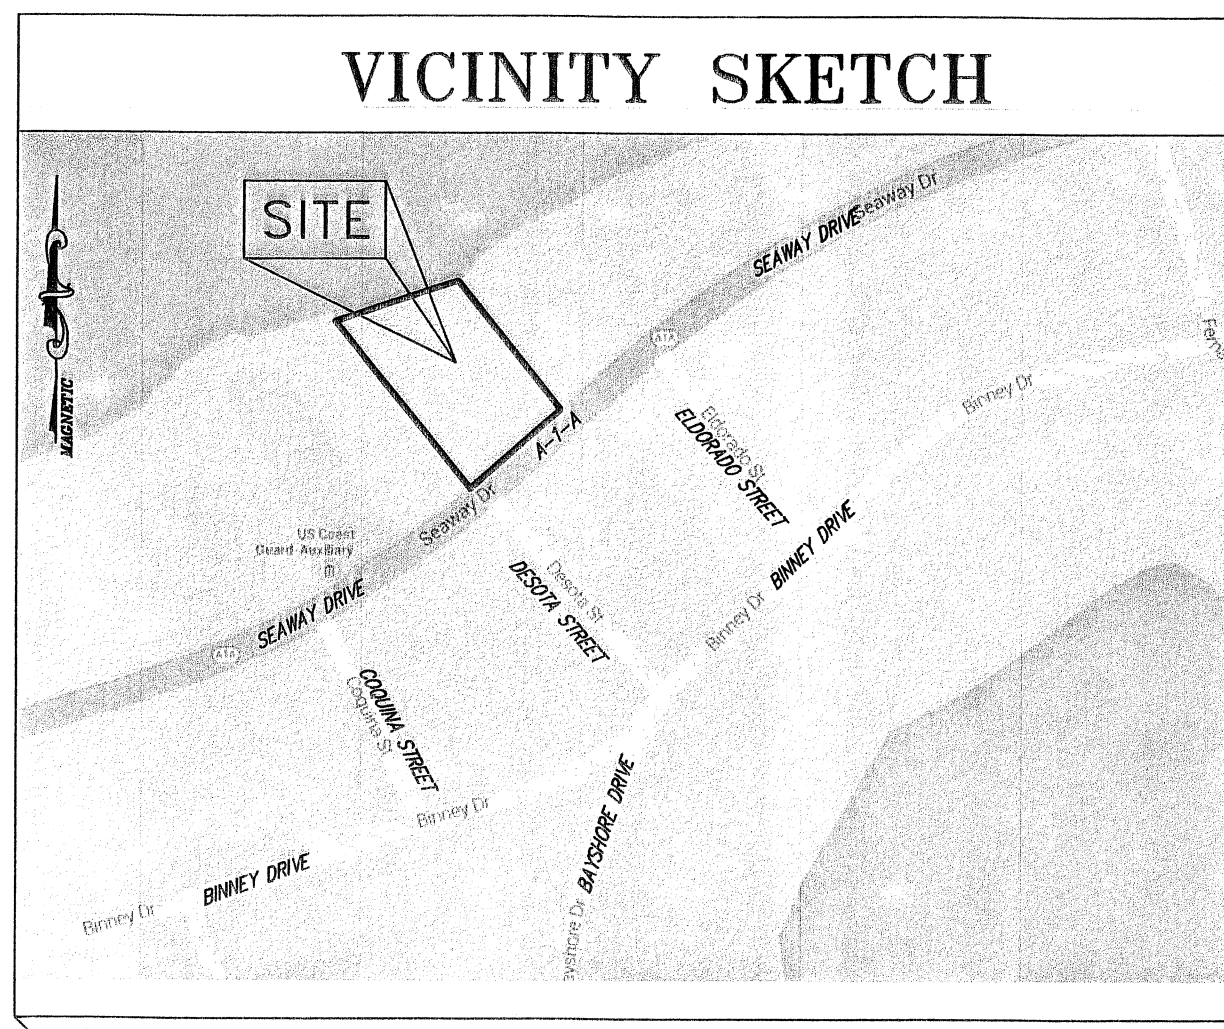 VICINITY SKETCH
SITE
MAGNETIC
Seaway Dr
SEAWAY DRIVE
A1A
A-1-A
Binney Dr
Eldorado St
ELDORADO STREET
Seaway Dr
US Coast
Guard Auxiliary
BINNEY DRIVE
Binney Dr
Desota St
DESOTA STREET
SEAWAY DRIVE
A1A
COQUINA STREET
Coquina St
BAYSHORE DRIVE
Binney Dr
BINNEY DRIVE
Binney Dr
ayshore Dr